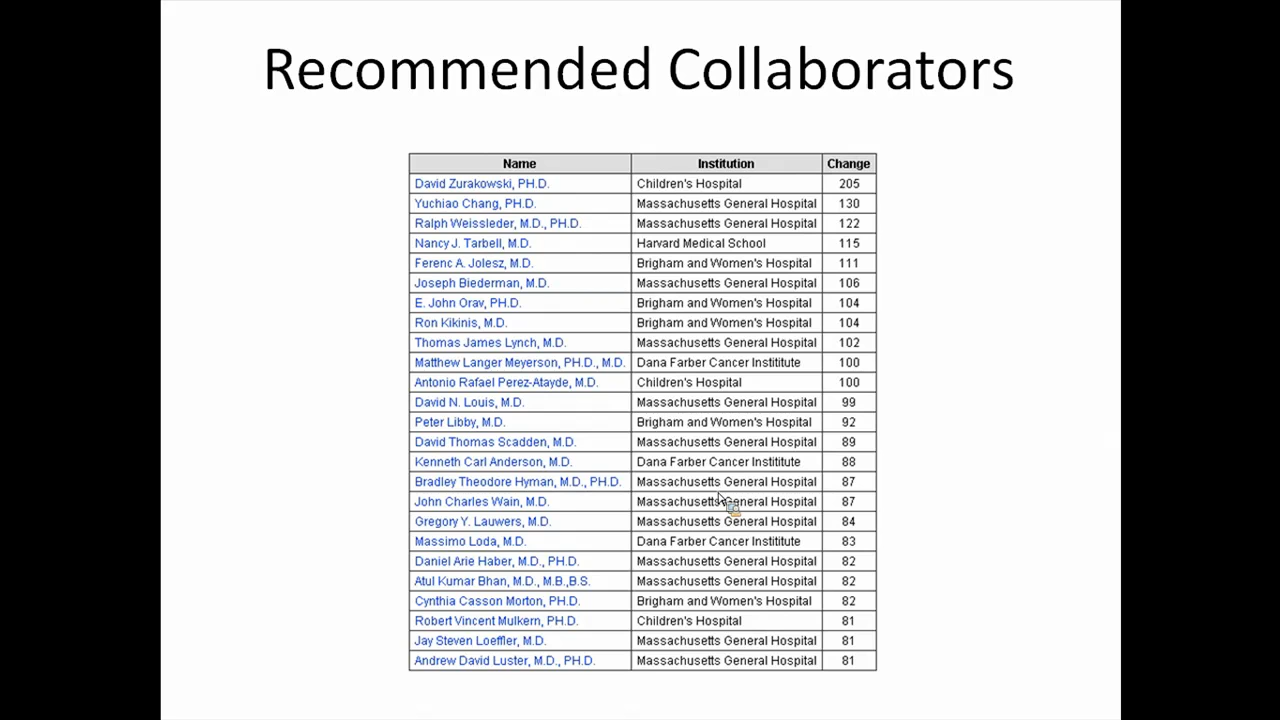 Recommended Collaborators
Name Institution Change
David Zurakowski, PH.D. Children's Hospital 205
Yuchiao Chang, PH.D. Massachusetts General Hospital 130
Ralph Weissleder, M.D., PH.D. Massachusetts General Hospital 122
Nancy J. Tarbell, M.D. Harvard Medical School 115
Ferenc A. Jolesz, M.D. Brigham and Women's Hospital 111
Joseph Biederman, M.D. Massachusetts General Hospital 106
E. John Orav, PH.D. Brigham and Women's Hospital 104
Ron Kikinis, M.D. Brigham and Women's Hospital 104
Thomas James Lynch, M.D. Massachusetts General Hospital 102
Matthew Langer Meyerson, PH.D., M.D. Dana Farber Cancer Instititute 100
Antonio Rafael Perez-Atayde, M.D. Children's Hospital 100
David N. Louis, M.D. Massachusetts General Hospital 99
Peter Libby, M.D. Brigham and Women's Hospital 92
David Thomas Scadden, M.D. Massachusetts General Hospital 89
Kenneth Carl Anderson, M.D. Dana Farber Cancer Instititute 88
Bradley Theodore Hyman, M.D., PH.D. Massachusetts General Hospital 87
John Charles Wain, M.D. Massachusetts General Hospital 87
Gregory Y. Lauwers, M.D. Massachusetts General Hospital 84
Massimo Loda, M.D. Dana Farber Cancer Instititute 83
Daniel Arie Haber, M.D., PH.D. Massachusetts General Hospital 82
Atul Kumar Bhan, M.D., M.B.,B.S. Massachusetts General Hospital 82
Cynthia Casson Morton, PH.D. Brigham and Women's Hospital 82
Robert Vincent Mulkern, PH.D. Children's Hospital 81
Jay Steven Loeffler, M.D. Massachusetts General Hospital 81
Andrew David Luster, M.D., PH.D. Massachusetts General Hospital 81